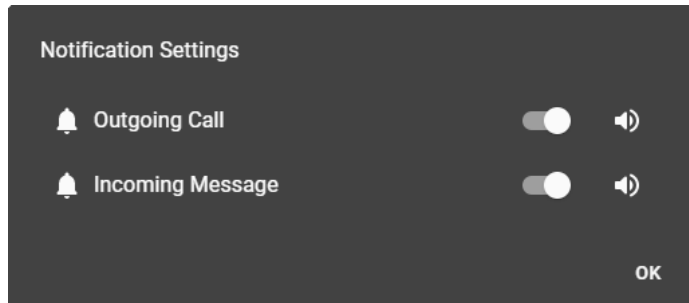 Notification Settings
Outgoing Call
Incoming Message
OK